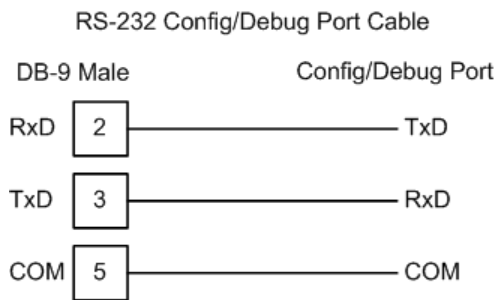 RS-232 Config/Debug Port Cable
DB-9 Male Config/Debug Port
RxD 2 TxD
TxD 3 RxD
COM 5 COM